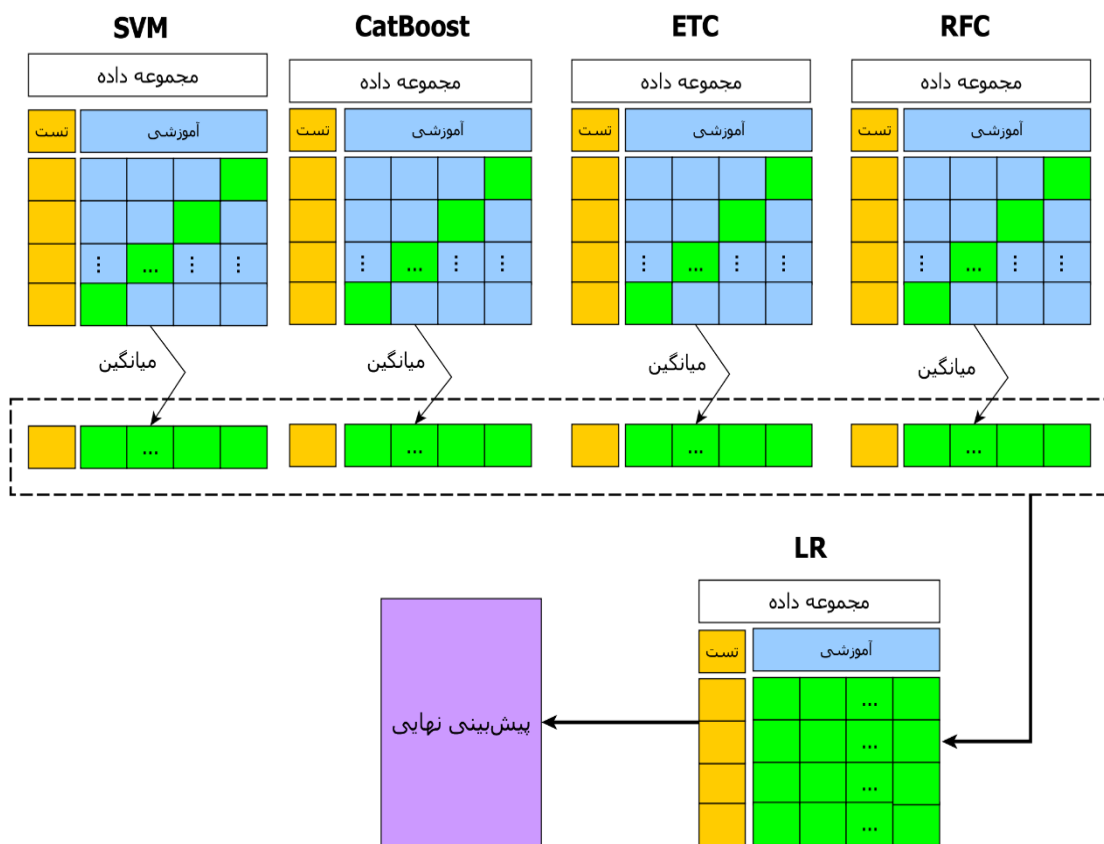 SVM
CatBoost
ETC
RFC
مجموعه داده
مجموعه داده
مجموعه داده
مجموعه داده
تست
آموزشی
تست
آموزشی
تست
آموزشی
تست
آموزشی
⋮ ... ⋮ ⋮
⋮ ... ⋮ ⋮
⋮ ... ⋮ ⋮
⋮ ... ⋮ ⋮
میانگین
میانگین
میانگین
میانگین
...
...
...
...
LR
مجموعه داده
تست
آموزشی
...
...
...
...
پیش‌بینی نهایی